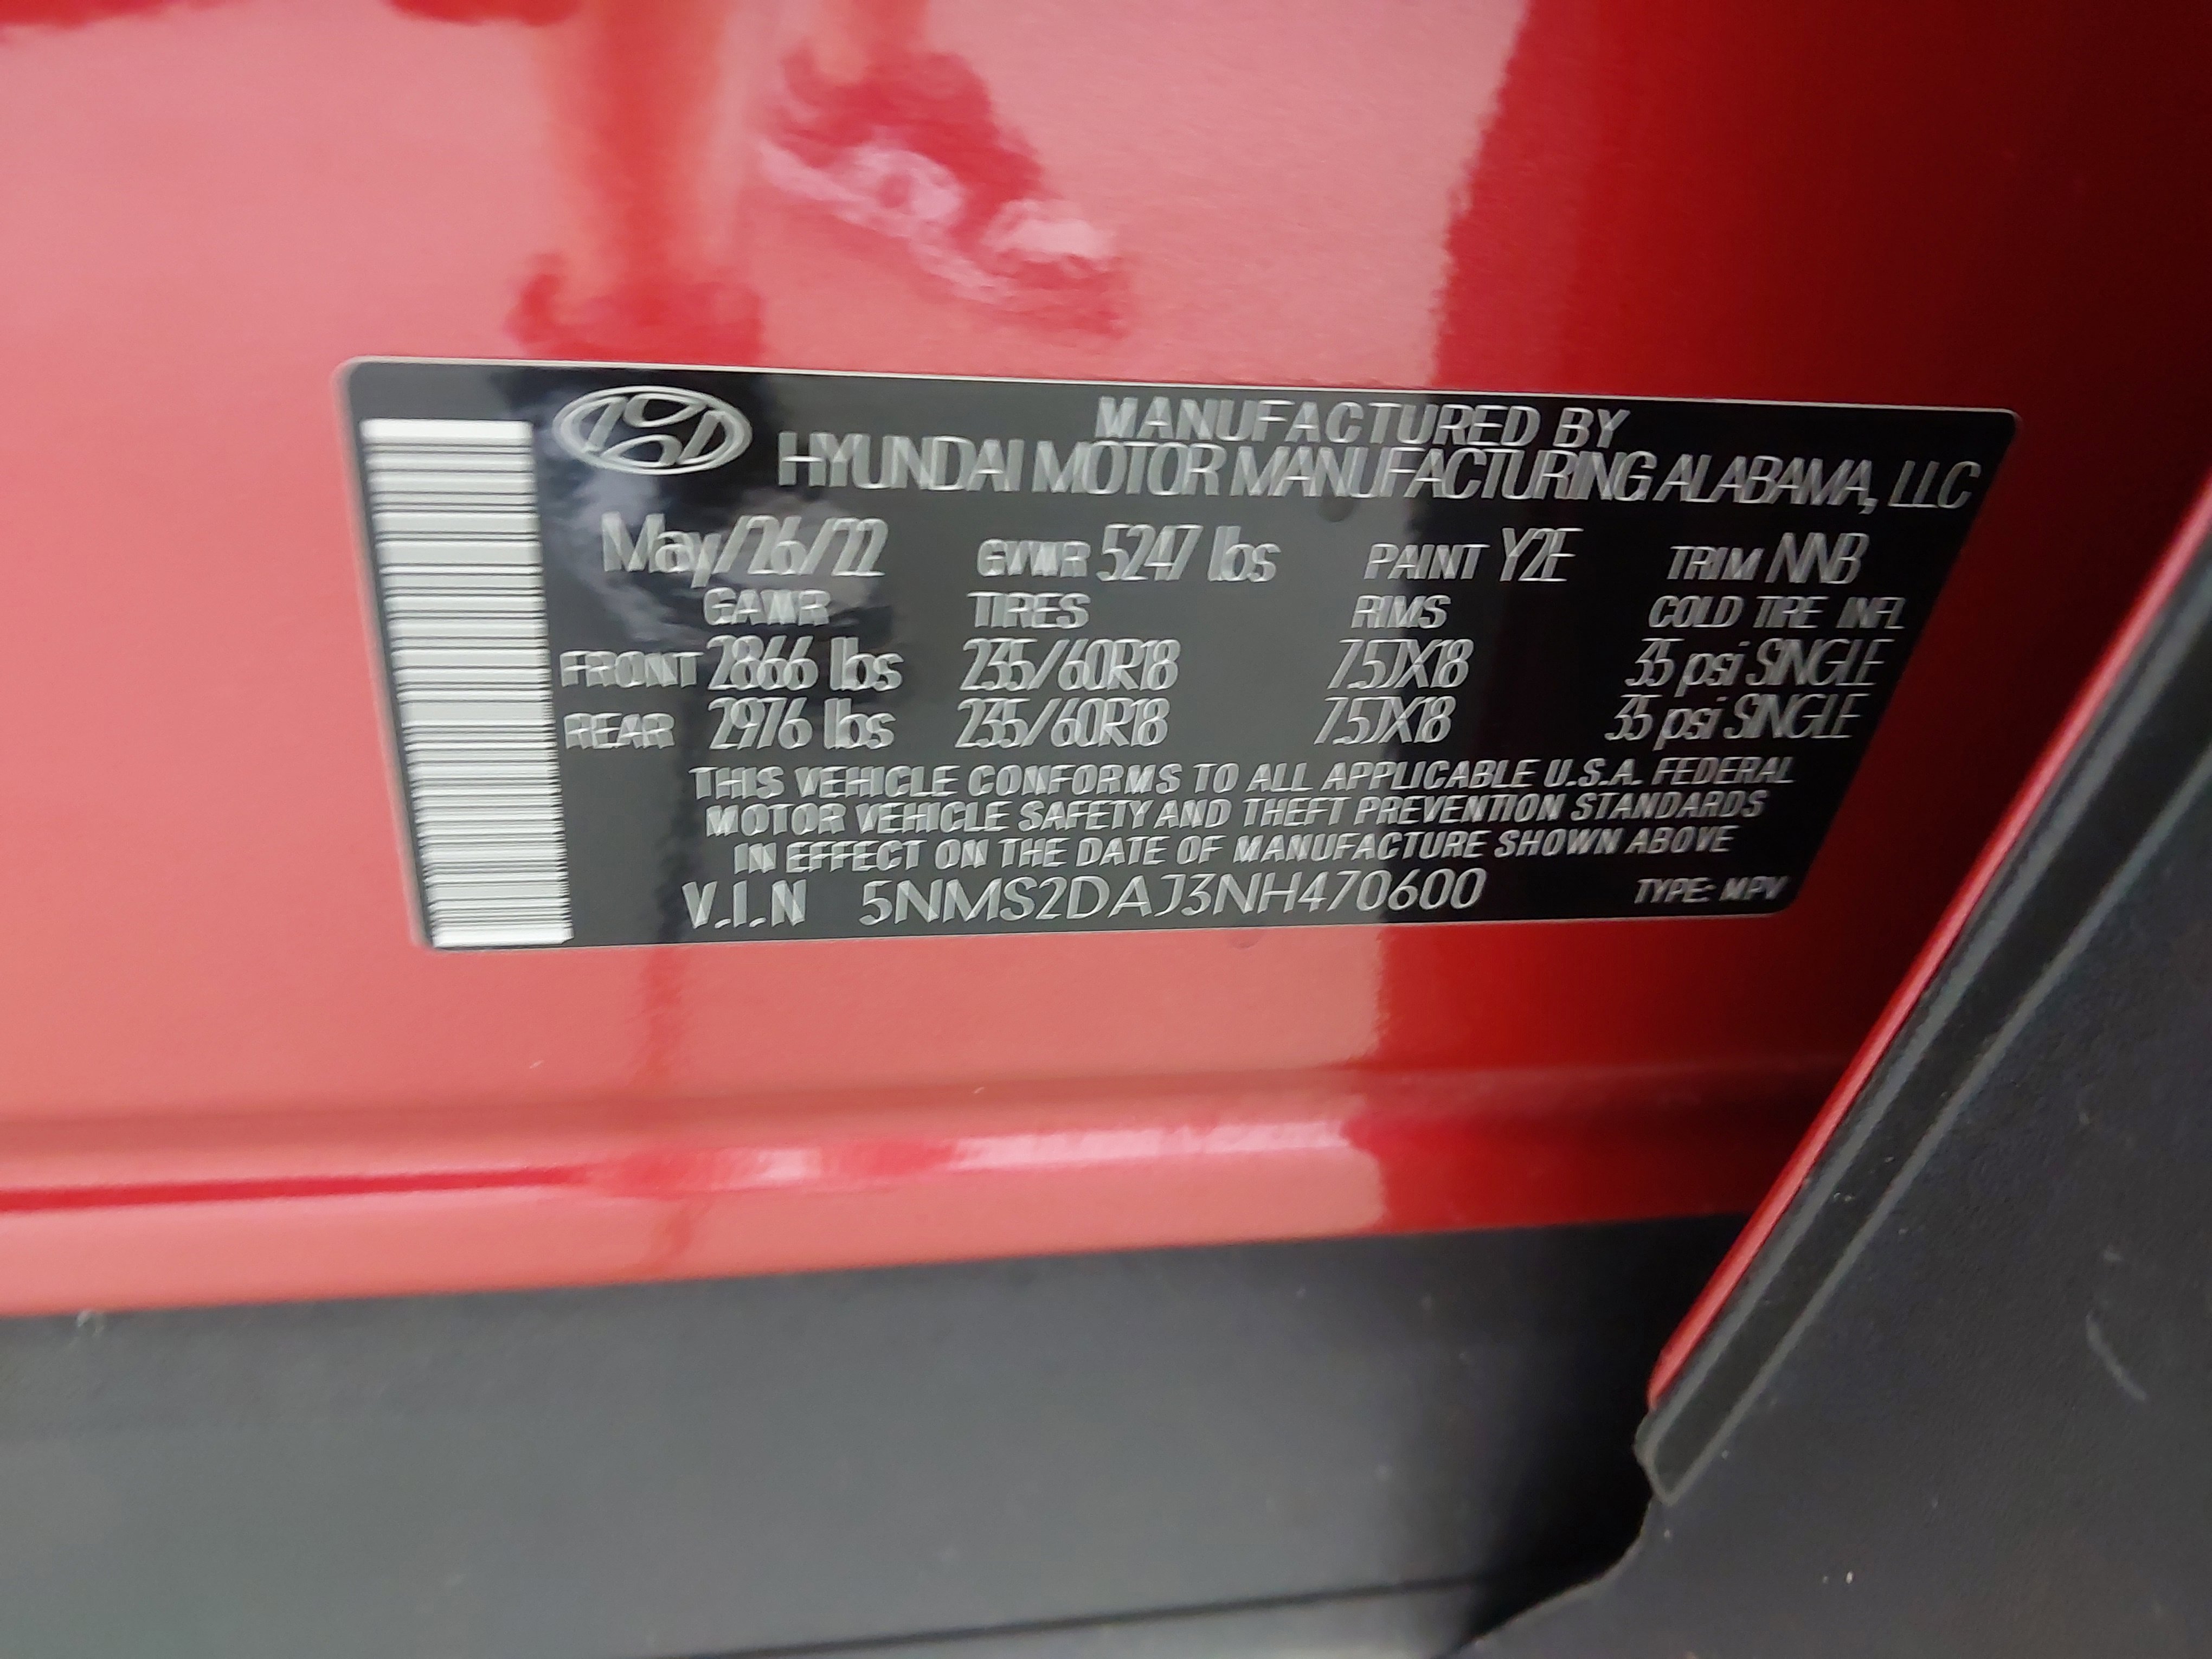 MANUFACTURED BY
HYUNDAI MOTOR MANUFACTURING ALABAMA, LLC
May/26/22 GVWR 5247 lbs PAINT Y2E TRIM NNB
GAWR TIRES RIMS COLD TIRE INFL
FRONT 2866 lbs 235/60R18 7.5JX18 35 psi SINGLE
REAR 2976 lbs 235/60R18 7.5JX18 35 psi SINGLE
THIS VEHICLE CONFORMS TO ALL APPLICABLE U.S.A. FEDERAL
MOTOR VEHICLE SAFETY AND THEFT PREVENTION STANDARDS
IN EFFECT ON THE DATE OF MANUFACTURE SHOWN ABOVE
V.I.N 5NMS2DAJ3NH470600 TYPE: MPV